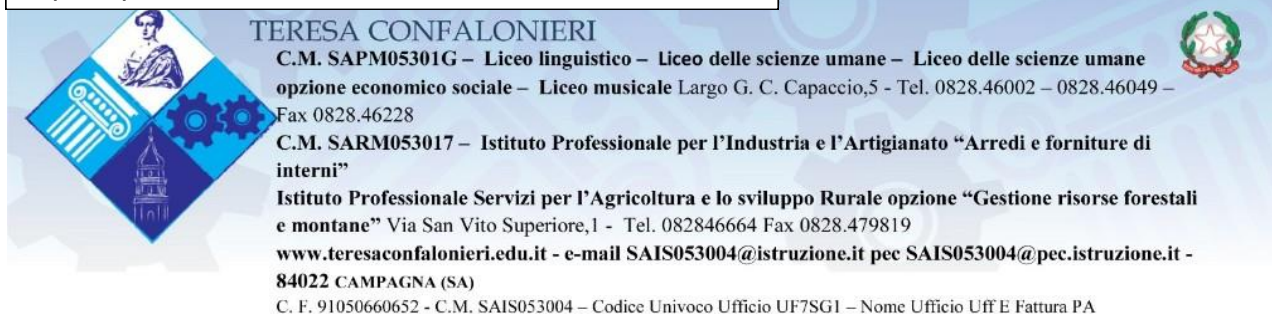 TERESA CONFALONIERI
C.M. SAPM05301G – Liceo linguistico – Liceo delle scienze umane – Liceo delle scienze umane
opzione economico sociale – Liceo musicale Largo G. C. Capaccio,5 - Tel. 0828.46002 – 0828.46049 –
Fax 0828.46228
C.M. SARM053017 – Istituto Professionale per l'Industria e l'Artigianato “Arredi e forniture di
interni”
Istituto Professionale Servizi per l'Agricoltura e lo sviluppo Rurale opzione “Gestione risorse forestali
e montane” Via San Vito Superiore,1 - Tel. 082846664 Fax 0828.479819
www.teresaconfalonieri.edu.it - e-mail SAIS053004@istruzione.it pec SAIS053004@pec.istruzione.it -
84022 CAMPAGNA (SA)
C. F. 91050660652 - C.M. SAIS053004 – Codice Univoco Ufficio UF7SG1 – Nome Ufficio Uff E Fattura PA